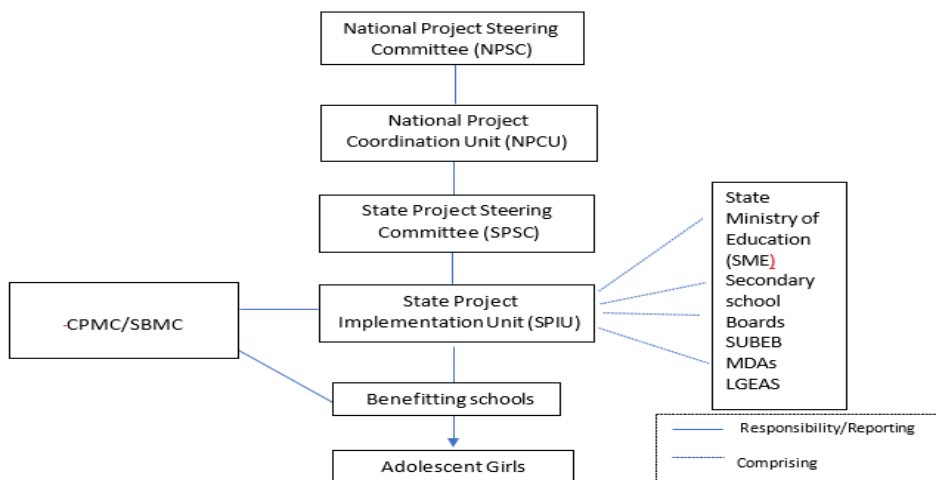 National Project Steering
Committee (NPSC)
National Project
Coordination Unit (NPCU)
State Project Steering
Committee (SPSC)
State Project
Implementation Unit (SPIU)
-CPMC/SBMC
Benefitting schools
Adolescent Girls
State
Ministry of
Education
(SME)
Secondary
school
Boards
SUBEB
MDAs
LGEAS
Responsibility/Reporting
Comprising